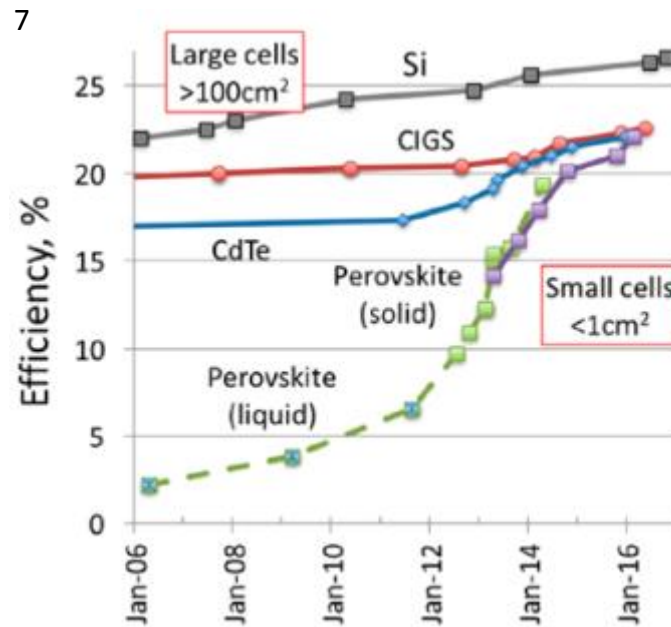 7
Large cells
>100cm²
Si
CIGS
CdTe
Perovskite
(solid)
Small cells
<1cm²
Perovskite
(liquid)
Efficiency, %
25
20
15
10
5
0
Jan-06
Jan-08
Jan-10
Jan-12
Jan-14
Jan-16